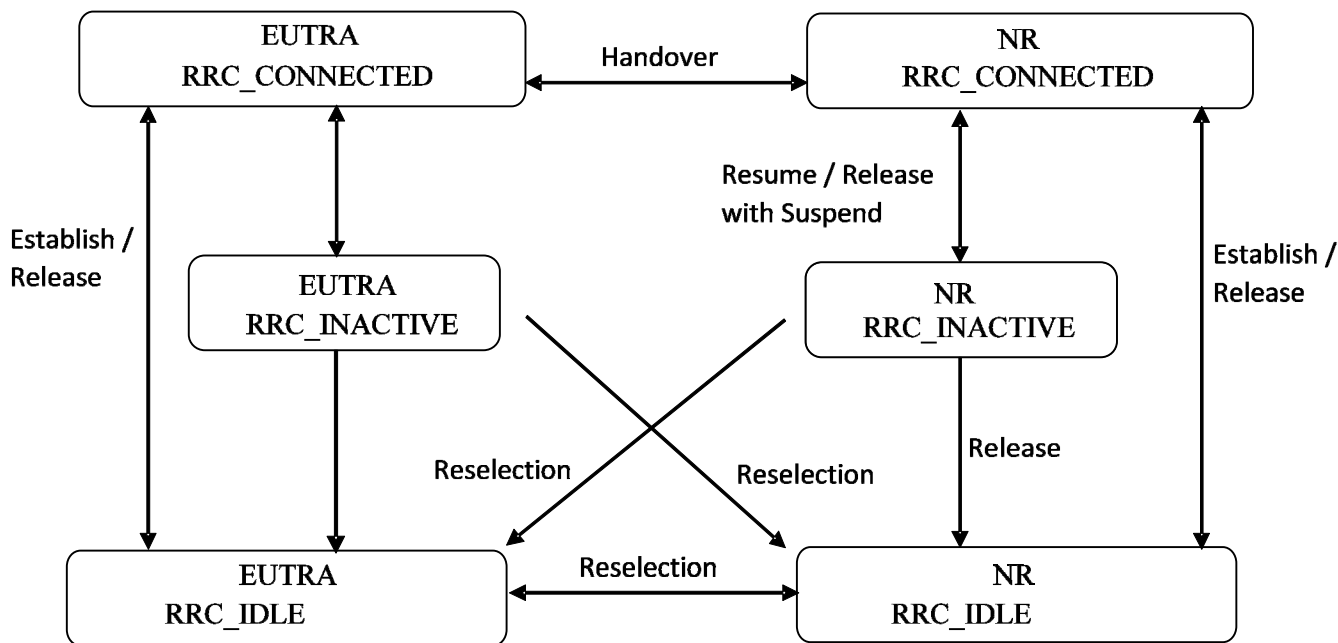 EUTRA
RRC_CONNECTED
Handover
NR
RRC_CONNECTED
Establish /
Release
Resume / Release
with Suspend
Establish /
Release
EUTRA
RRC_INACTIVE
NR
RRC_INACTIVE
Reselection
Reselection
Release
EUTRA
RRC_IDLE
Reselection
NR
RRC_IDLE